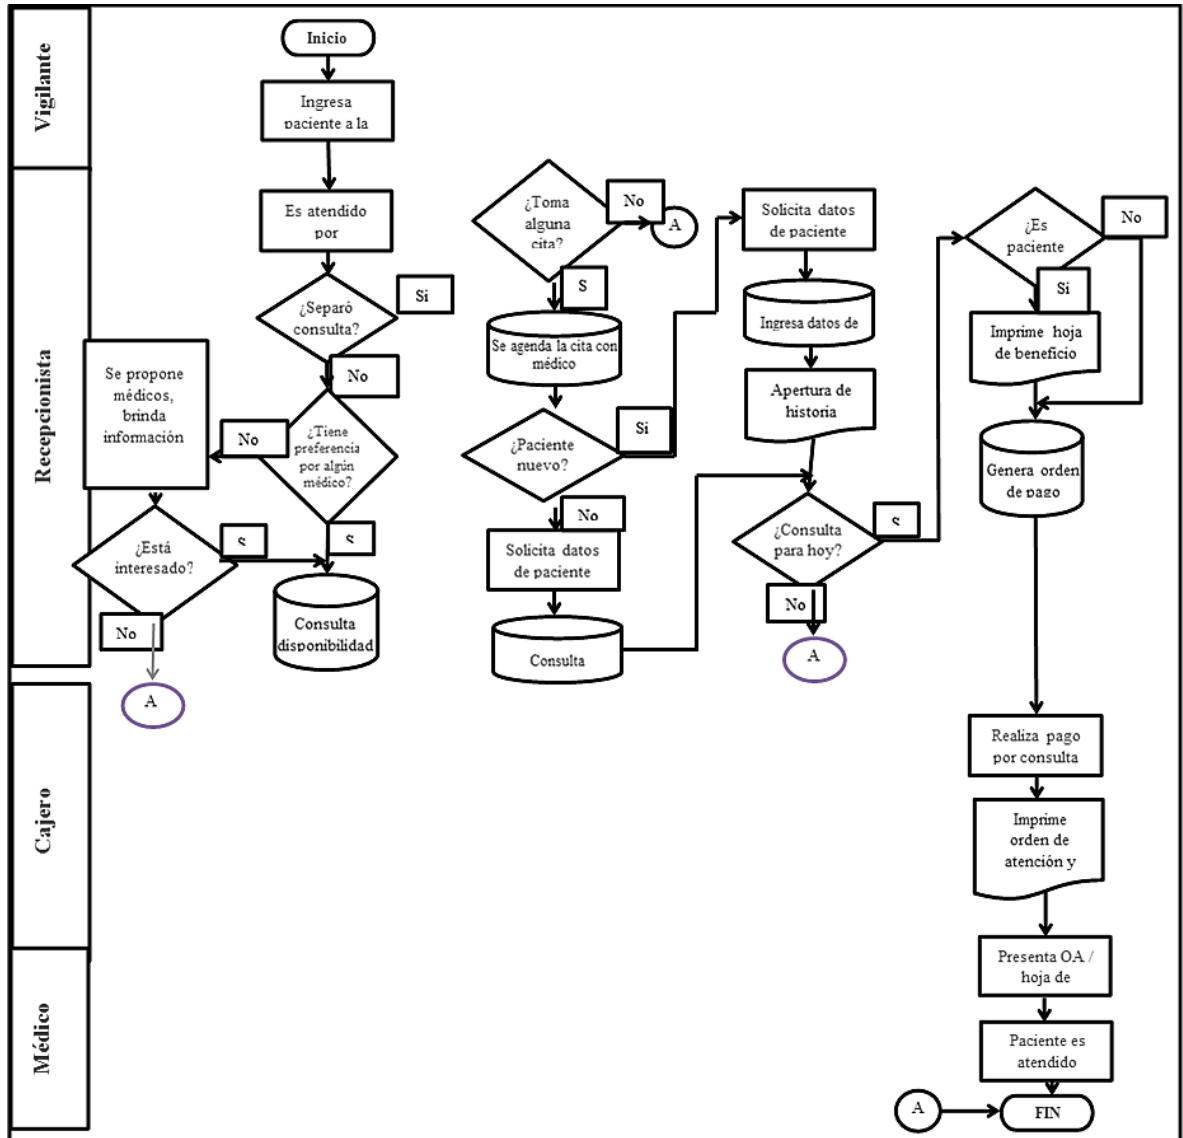 Vigilante
Inicio
Ingresa
paciente a la
Recepcionista
Es atendido
por
¿Separó
consulta?
Si
No
¿Tiene
preferencia
por algún
médico?
No
Se propone
médicos,
brinda
información
¿Está
interesado?
S
S
No
A
Consulta
disponibilidad
¿Toma
alguna
cita?
No
A
S
Se agenda la cita con
médico
¿Paciente
nuevo?
Si
No
Solicita datos
de paciente
Consulta
Solicita datos
de paciente
Ingresa datos de
Apertura de
historia
¿Consulta
para hoy?
S
No
A
¿Es
paciente
No
Si
Imprime hoja
de beneficio
Genera orden
de pago
Cajero
Realiza pago
por consulta
Imprime
orden de
atención y
Médico
Presenta OA /
hoja de
Paciente es
atendido
A
FIN